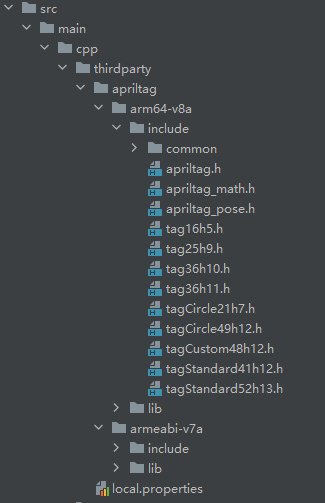 src
main
cpp
thirdparty
apriltag
arm64-v8a
include
common
apriltag.h
apriltag_math.h
apriltag_pose.h
tag16h5.h
tag25h9.h
tag36h10.h
tag36h11.h
tagCircle21h7.h
tagCircle49h12.h
tagCustom48h12.h
tagStandard41h12.h
tagStandard52h13.h
lib
armeabi-v7a
include
lib
local.properties